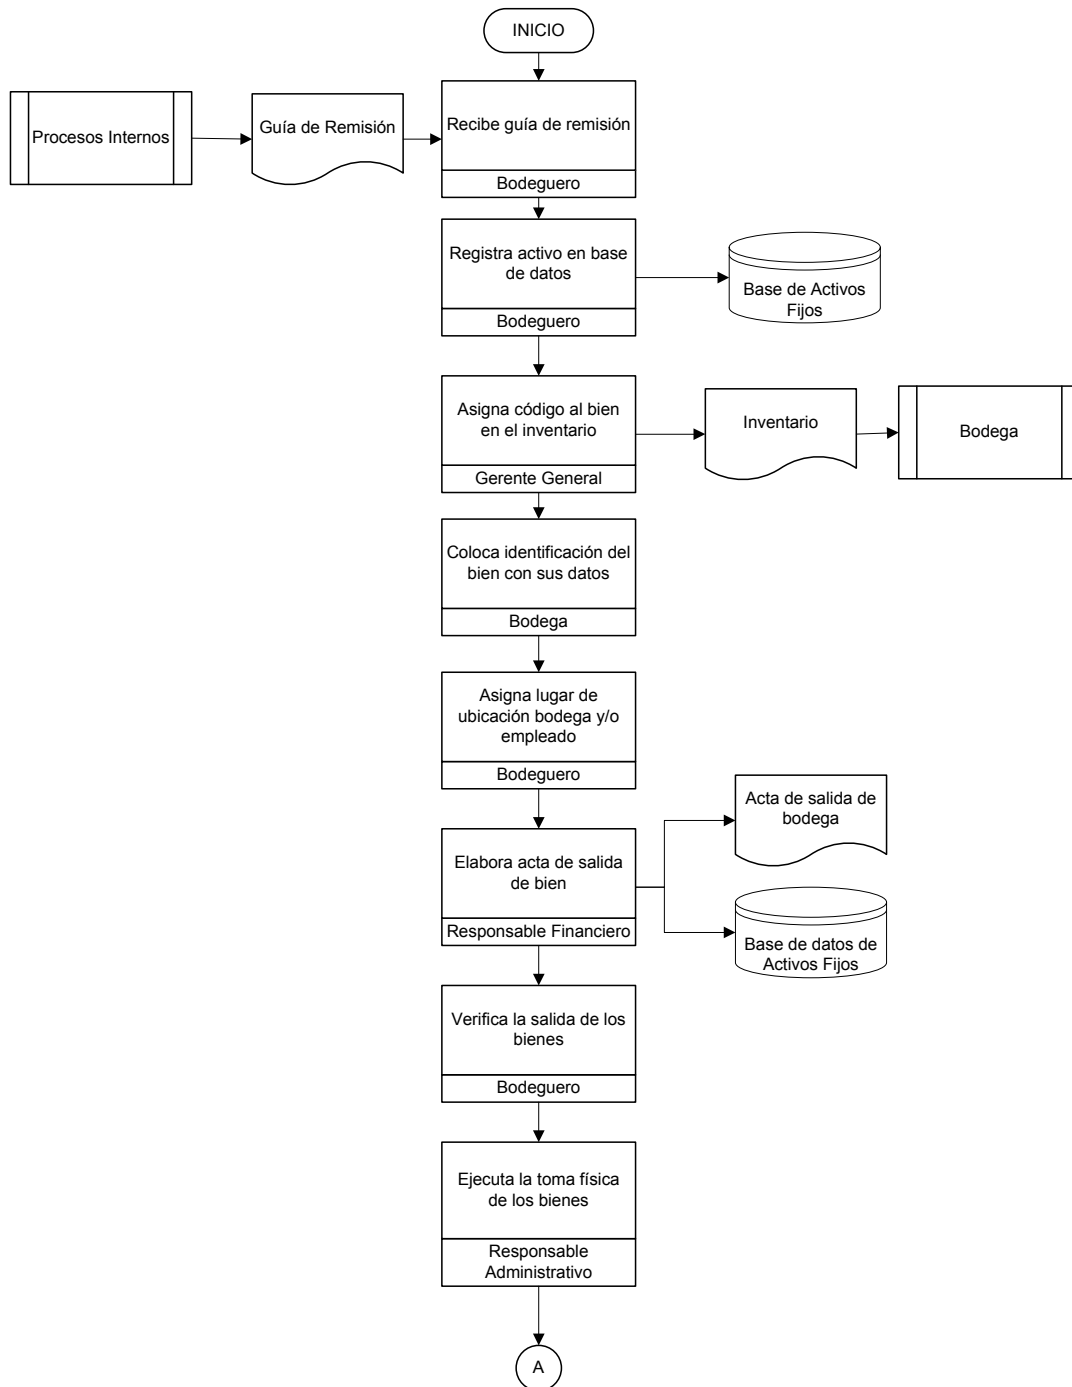 INICIO
Procesos Internos
Guía de Remisión
Recibe guía de remisión
Bodeguero
Registra activo en base
de datos
Bodeguero
Base de Activos
Fijos
Asigna código al bien
en el inventario
Gerente General
Inventario
Bodega
Coloca identificación del
bien con sus datos
Bodega
Asigna lugar de
ubicación bodega y/o
empleado
Bodeguero
Elabora acta de salida
de bien
Responsable Financiero
Acta de salida de
bodega
Base de datos de
Activos Fijos
Verifica la salida de los
bienes
Bodeguero
Ejecuta la toma física
de los bienes
Responsable
Administrativo
A